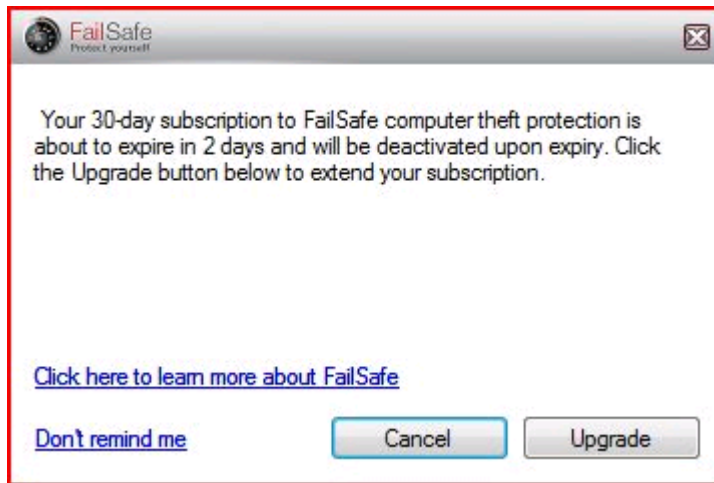 FailSafe
Protect yourself
Your 30-day subscription to FailSafe computer theft protection is
about to expire in 2 days and will be deactivated upon expiry. Click
the Upgrade button below to extend your subscription.
Click here to learn more about FailSafe
Don't remind me
Cancel
Upgrade